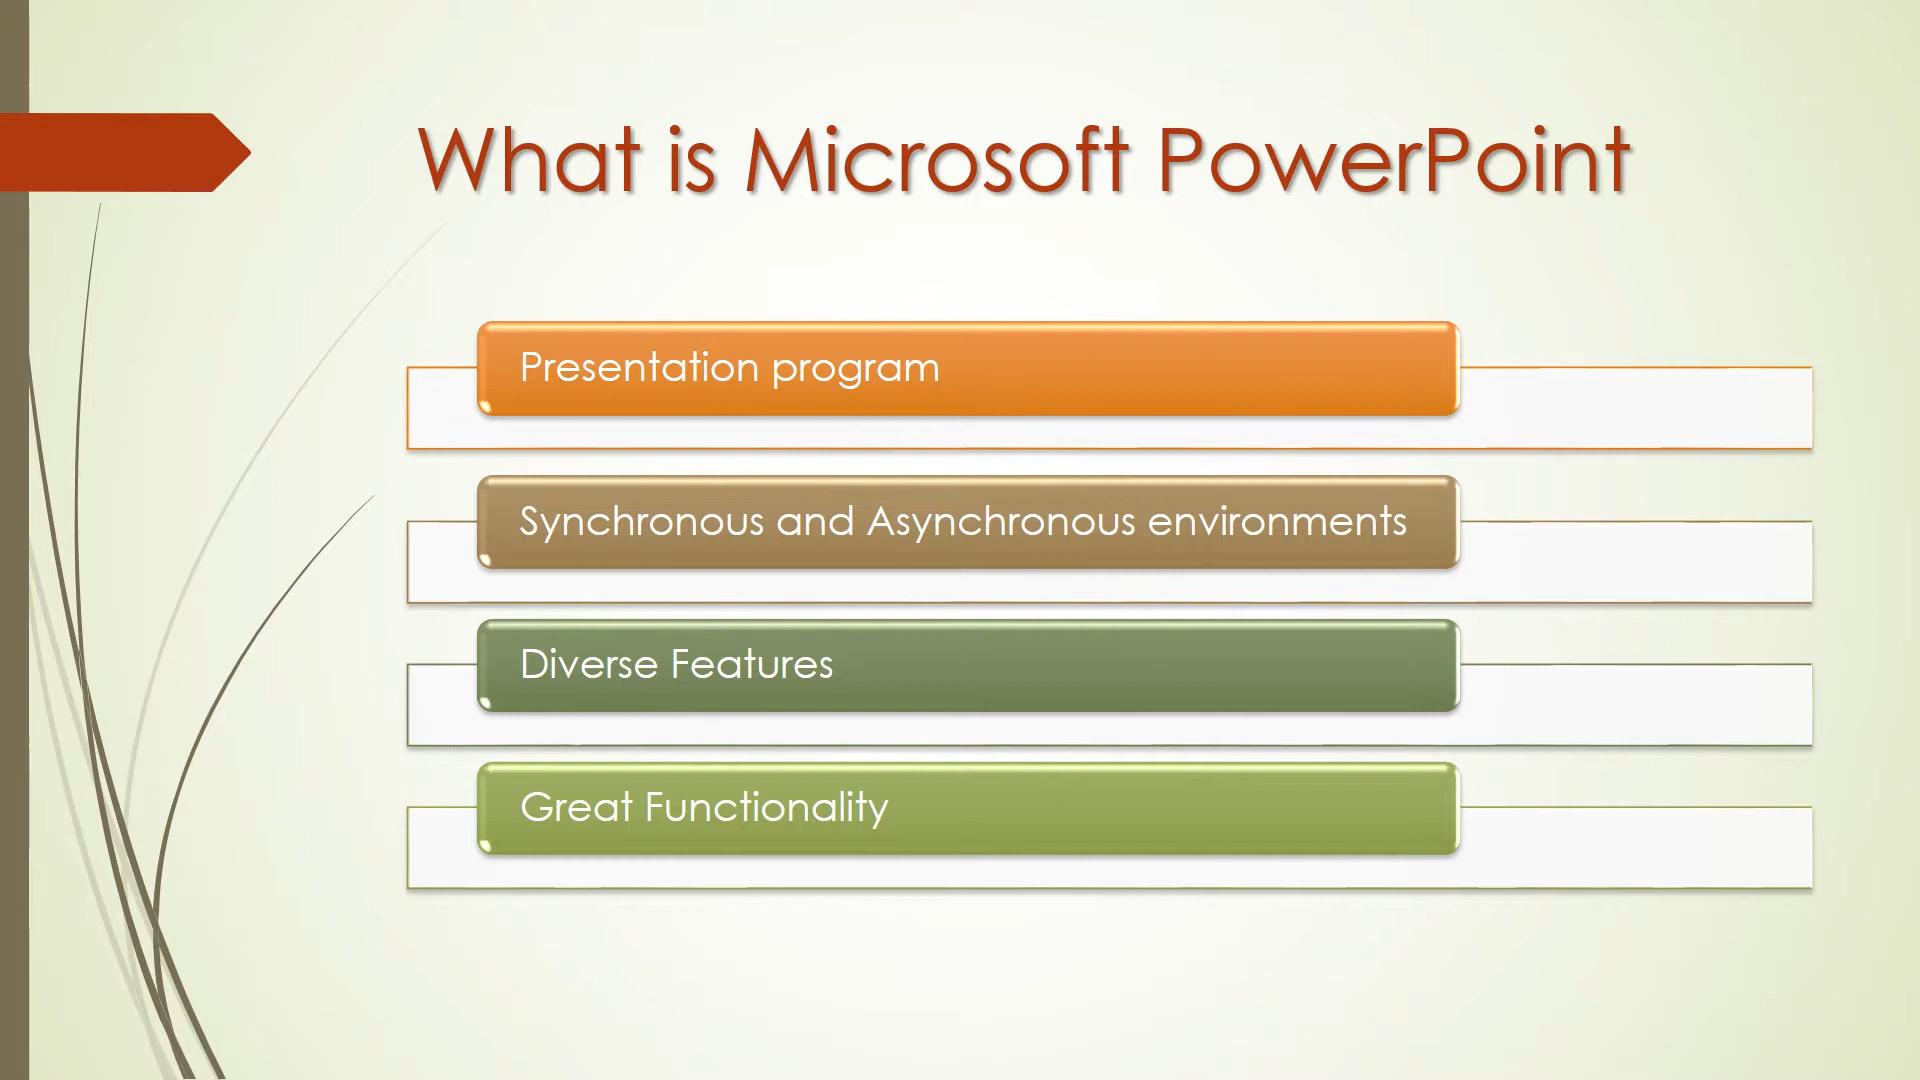 What is Microsoft PowerPoint
Presentation program
Synchronous and Asynchronous environments
Diverse Features
Great Functionality